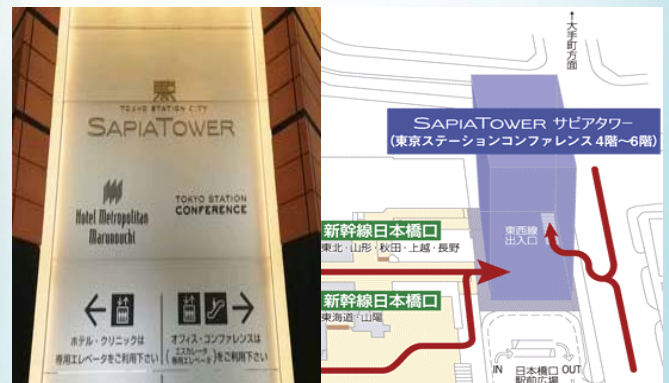 TOKYO STATION CITY
SAPIATOWER
Hotel Metropolitan
Marunouchi
TOKYO STATION
CONFERENCE
ホテル・クリニックは
専用エレベータをご利用下さい
オフィス・コンファレンスは
(エスカレータ
専用エレベータ)をご利用下さい
↑大手町方面
SAPIATOWER サピアタワー
(東京ステーションコンファレンス 4階〜6階)
新幹線日本橋口
東北・山形・秋田・上越・長野
東西線
出入口
新幹線日本橋口
東海道・山陽
IN
日本橋口
駅前広場
OUT